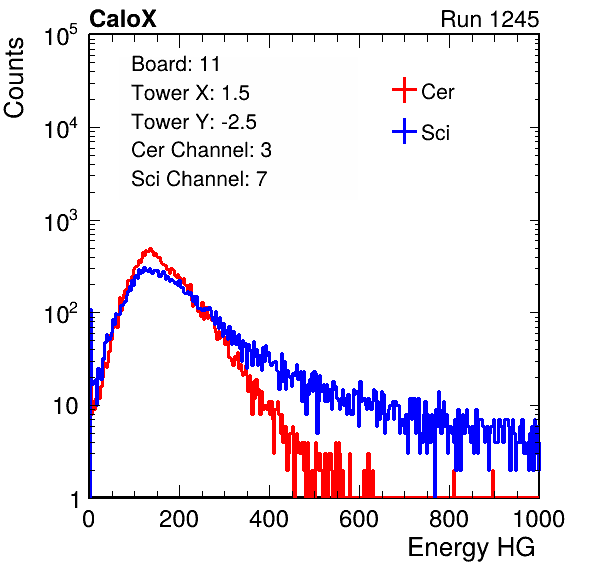 CaloX Run 1245
Counts
10^5
10^4
10^3
10^2
10
1
Board: 11
Tower X: 1.5
Tower Y: -2.5
Cer Channel: 3
Sci Channel: 7
Cer
Sci
0 200 400 600 800 1000
Energy HG